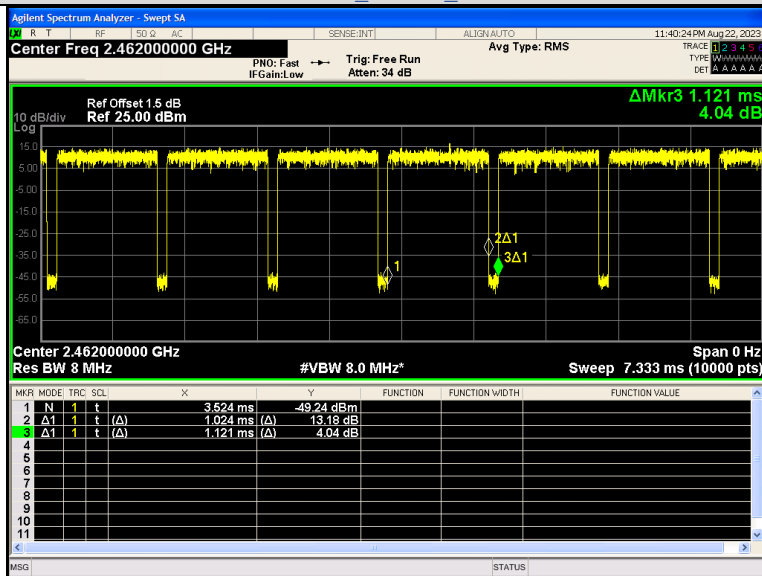 Agilent Spectrum Analyzer - Swept SA
LXI R T RF 50 Ω AC SENSE:INT ALIGN AUTO 11:40:24 PM Aug 22, 2023
Center Freq 2.462000000 GHz
Avg Type: RMS
TRACE 1 2 3 4 5 6
PNO: Fast Trig: Free Run
TYPE WWWWWW
IFGain:Low Atten: 34 dB
DET A A A A A A
ΔMkr3 1.121 ms
4.04 dB
Ref Offset 1.5 dB
10 dB/div Ref 25.00 dBm
Log
15.0
5.00
-5.00
-15.0
-25.0
-35.0
-45.0
-55.0
-65.0
1
2Δ1
3Δ1
Center 2.462000000 GHz Span 0 Hz
Res BW 8 MHz #VBW 8.0 MHz* Sweep 7.333 ms (10000 pts)
MKR MODE TRC SCL X Y FUNCTION FUNCTION WIDTH FUNCTION VALUE
1 N 1 t 3.524 ms -49.24 dBm
2 Δ1 1 t (Δ) 1.024 ms (Δ) 13.18 dB
3 Δ1 1 t (Δ) 1.121 ms (Δ) 4.04 dB
4
5
6
7
8
9
10
11
MSG STATUS